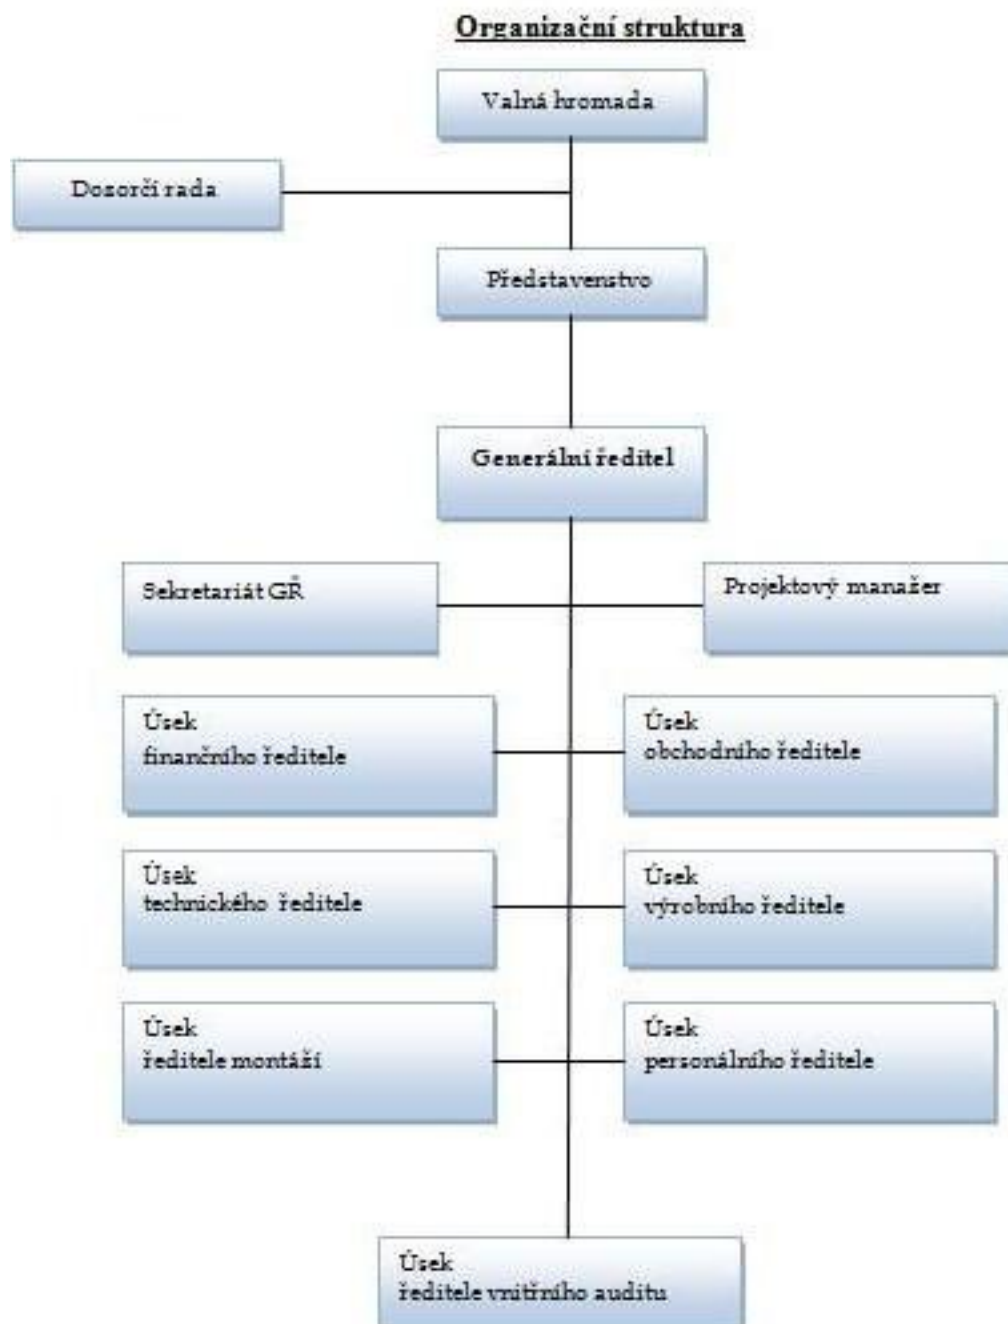 Organizační struktura
Valná hromada
Dozorčí rada
Představenstvo
Generální ředitel
Sekretariát GŘ
Projektový manažer
Úsek
finančního ředitele
Úsek
obchodního ředitele
Úsek
technického ředitele
Úsek
výrobního ředitele
Úsek
ředitele montáží
Úsek
personálního ředitele
Úsek
ředitele vnitřního auditu